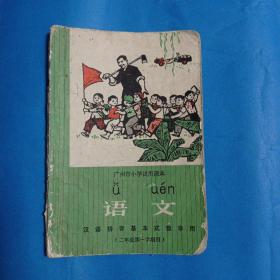 广州市小学试用课本
ǔ uén
语文
汉语拼音基本式教学用
(二年级第一学期用)